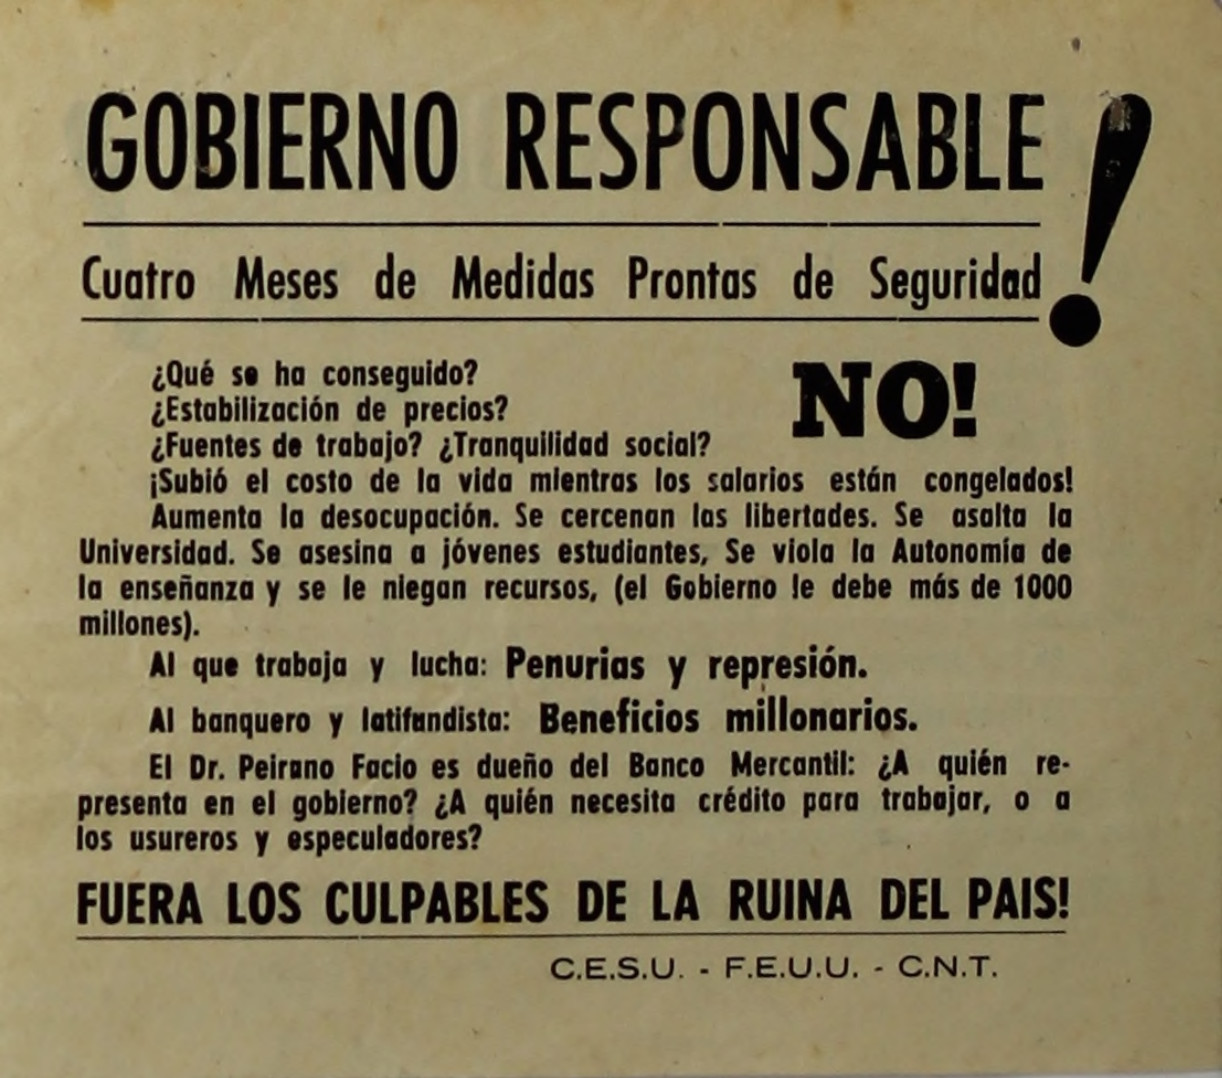 GOBIERNO RESPONSABLE!
Cuatro Meses de Medidas Prontas de Seguridad
¿Qué se ha conseguido?
¿Estabilización de precios?
NO!
¿Fuentes de trabajo? ¿Tranquilidad social?
¡Subió el costo de la vida mientras los salarios están congelados!
Aumenta la desocupación. Se cercenan las libertades. Se asalta la
Universidad. Se asesina a jóvenes estudiantes, Se viola la Autonomía de
la enseñanza y se le niegan recursos, (el Gobierno le debe más de 1000
millones).
Al que trabaja y lucha: Penurias y represión.
Al banquero y latifundista: Beneficios millonarios.
El Dr. Peirano Facio es dueño del Banco Mercantil: ¿A quién re-
presenta en el gobierno? ¿A quién necesita crédito para trabajar, o a
los usureros y especuladores?
FUERA LOS CULPABLES DE LA RUINA DEL PAIS!
C.E.S.U. - F.E.U.U. - C.N.T.